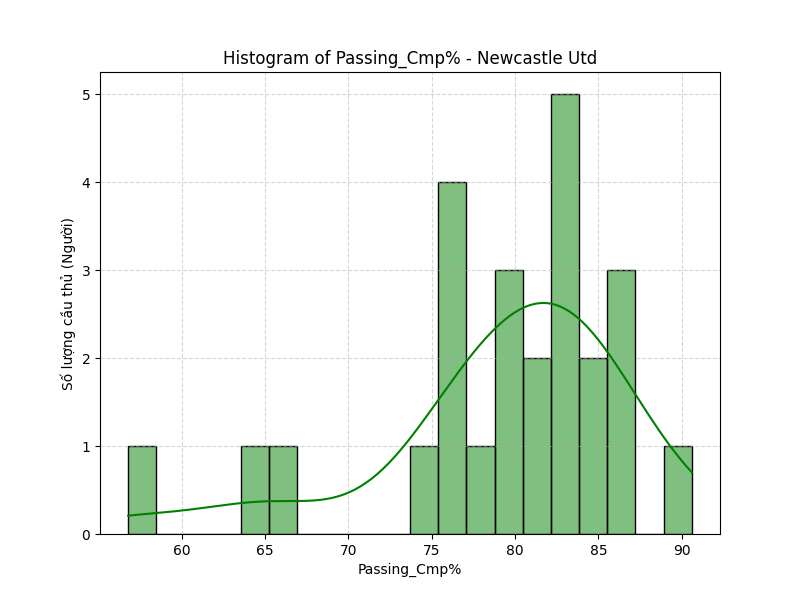 Histogram of Passing_Cmp% - Newcastle Utd
5
4
3
2
1
0
Số lượng cầu thủ (Người)
60 65 70 75 80 85 90
Passing_Cmp%